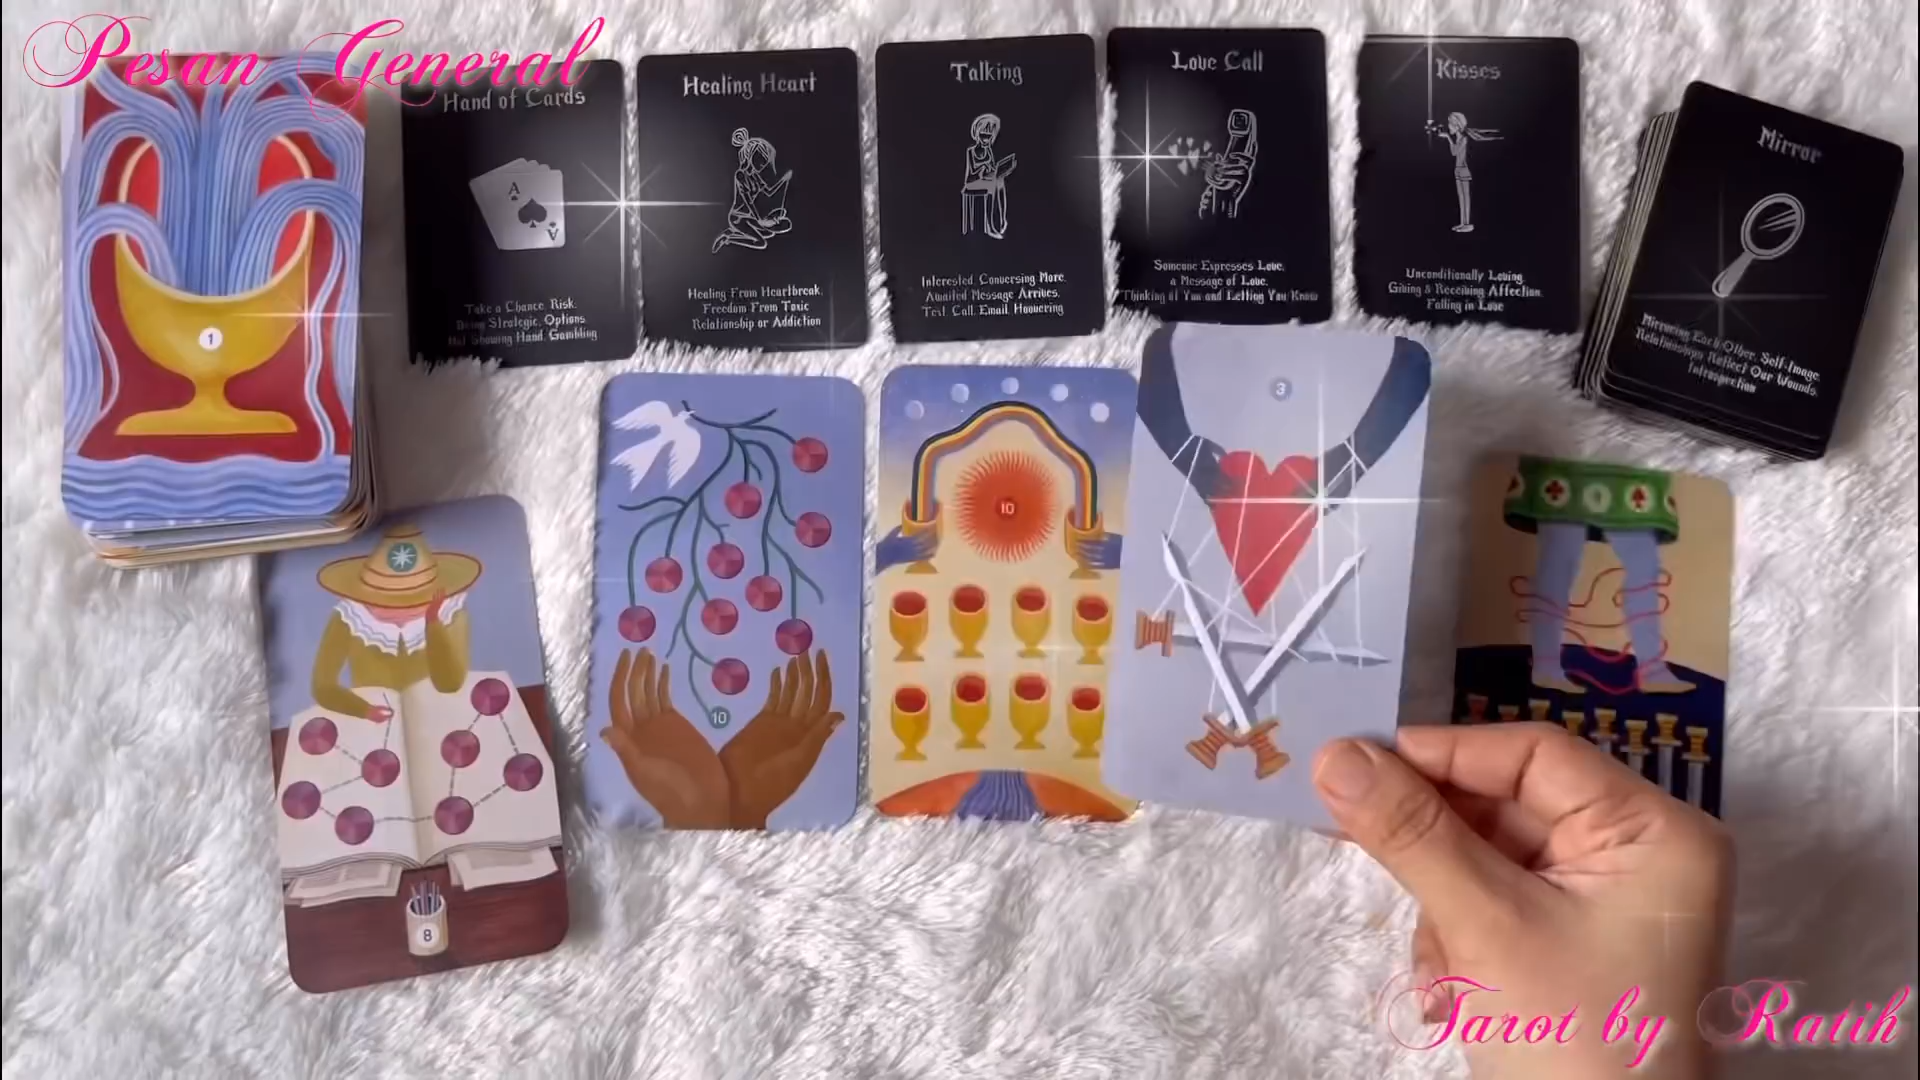 Pesan General
Hand of Cards
Take a Chance, Risk,
Being Strategic, Options,
Not Showing Hand, Gambling
Healing Heart
Healing From Heartbreak,
Freedom From Toxic
Relationship or Addiction
Talking
Interested, Conversing More,
Awaited Message Arrives,
Text, Call, Email, Hoovering
Love Call
Someone Expresses Love,
a Message of Love,
Thinking of You and Letting You Know
Kisses
Unconditionally Loving,
Giving & Receiving Affection,
Falling in Love
Mirror
Mirroring Each Other, Self-Image,
Relationships Reflect Our Wounds,
Introspection
A
A
1
8
10
10
3
Tarot by Ratih